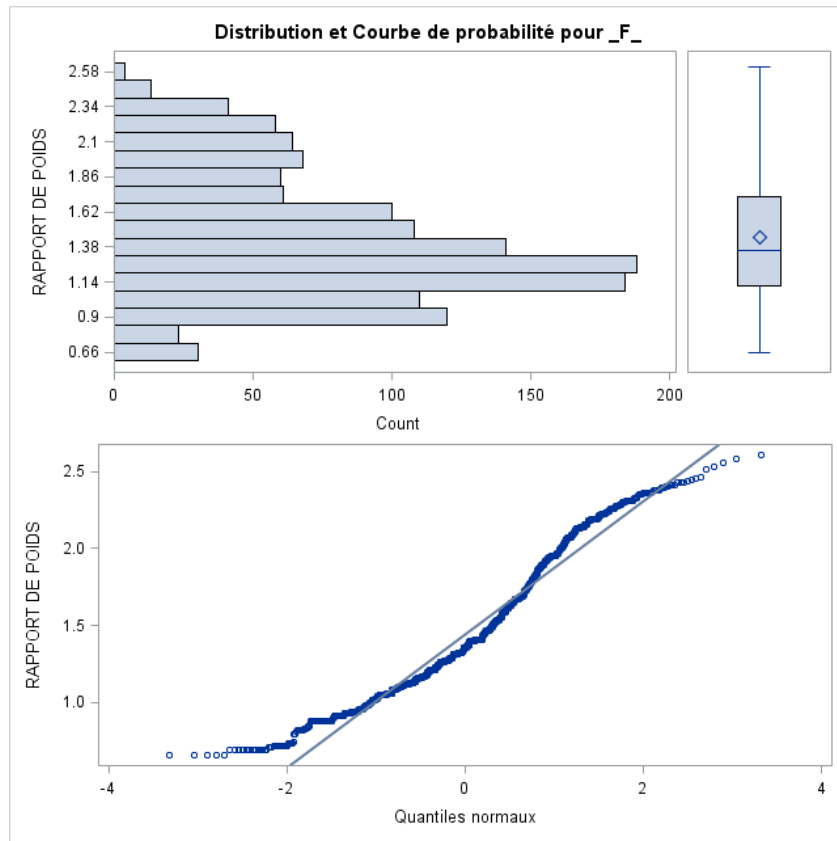 Distribution et Courbe de probabilité pour _F_
RAPPORT DE POIDS
2.58
2.34
2.1
1.86
1.62
1.38
1.14
0.9
0.66
0 50 100 150 200
Count
RAPPORT DE POIDS
2.5
2.0
1.5
1.0
-4 -2 0 2 4
Quantiles normaux